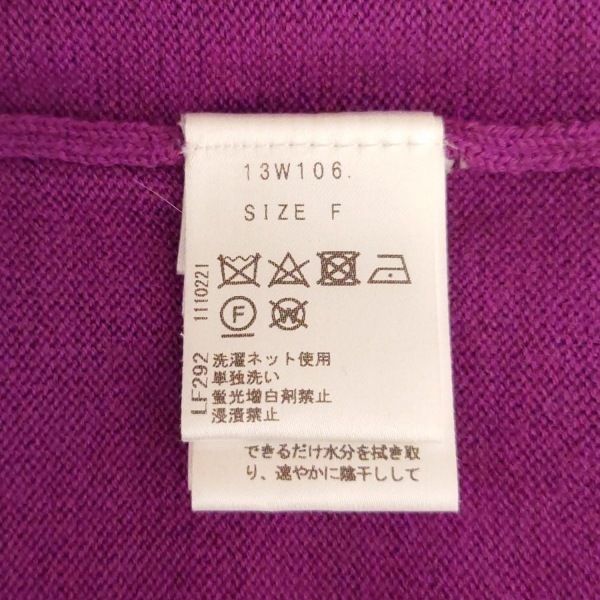 13W106.
SIZE F
F
W
LF292 1110221
洗濯ネット使用
単独洗い
蛍光増白剤禁止
浸漬禁止
できるだけ水分を拭き取
り、速やかに陰干しして